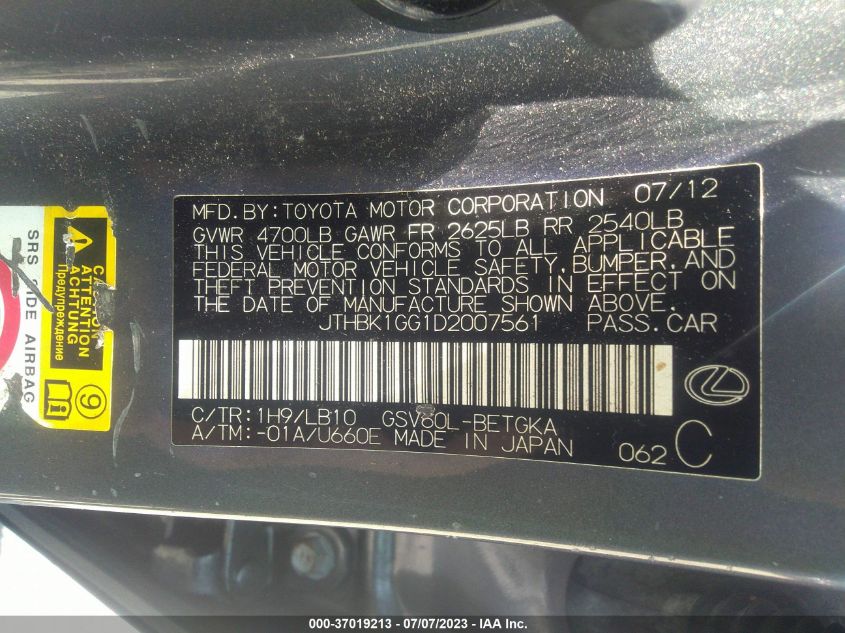 MFD.BY:TOYOTA MOTOR CORPORATION 07/12
GVWR 4700LB GAWR FR 2625LB RR 2540LB
THIS VEHICLE CONFORMS TO ALL APPLICABLE
FEDERAL MOTOR VEHICLE SAFETY,BUMPER,AND
THEFT PREVENTION STANDARDS IN EFFECT ON
THE DATE OF MANUFACTURE SHOWN ABOVE.
JTHBK1GG1D2007561 PASS.CAR
C/TR:1H9/LB10 GSV60L-BETGKA
A/TM:-01A/U660E MADE IN JAPAN
062 C
ATTENTION
ACHTUNG
Предупреждение
9
SRS SIDE AIRBAG
000-37019213 - 07/07/2023 - IAA Inc.